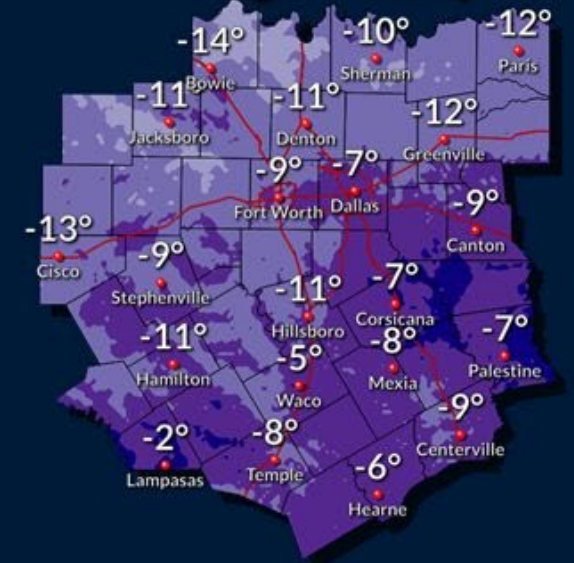 -14°
Bowie
-10°
Sherman
-12°
Paris
-11°
Jacksboro
-11°
Denton
-12°
Greenville
-9°
Fort Worth
-7°
Dallas
-9°
Canton
-13°
Cisco
-9°
Stephenville
-11°
Hillsboro
-7°
Corsicana
-11°
Hamilton
-5°
Waco
-8°
Mexia
-7°
Palestine
-2°
Lampasas
-8°
Temple
-9°
Centerville
-6°
Hearne